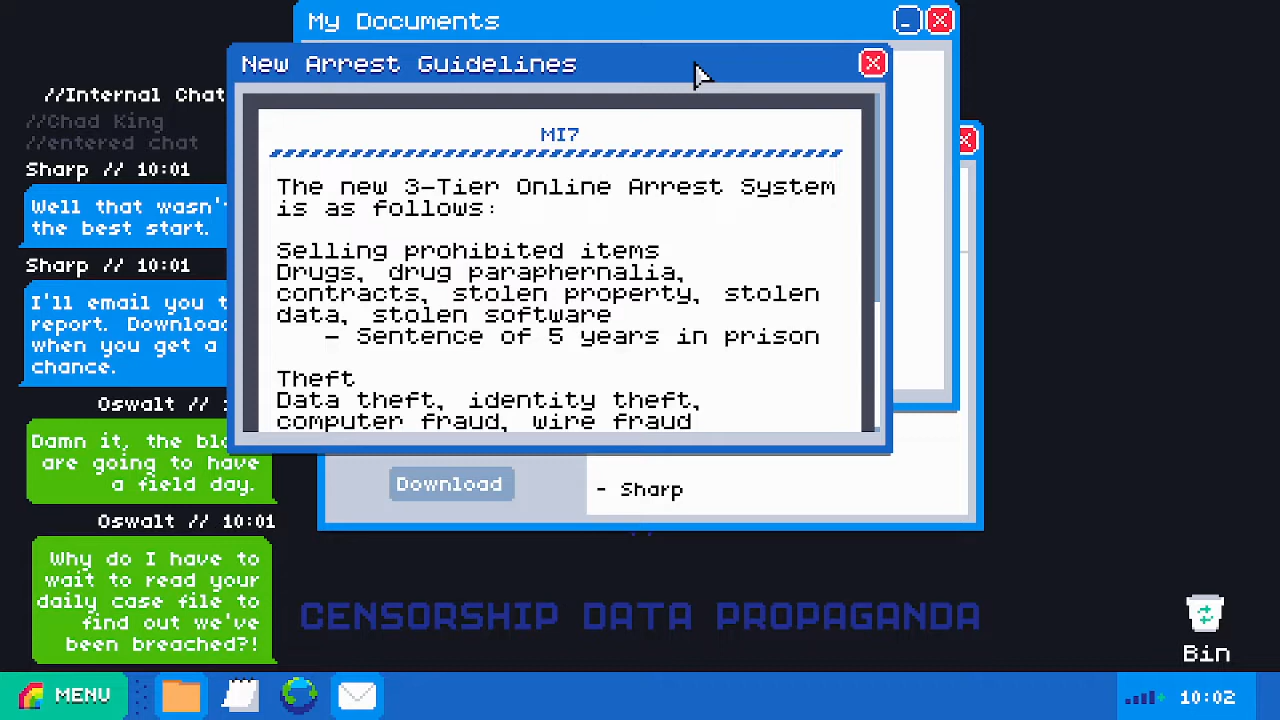 My Documents
New Arrest Guidelines
//Internal Chat
//Chad King
//entered chat
Sharp // 10:01
Well that wasn't
the best start.
Sharp // 10:01
I'll email you t
report. Download
when you get a
chance.
Oswalt //
Damn it, the blo
are going to have
a field day.
Oswalt // 10:01
Why do I have to
wait to read your
daily case file to
find out we've
been breached?!
MI7
The new 3-Tier Online Arrest System
is as follows:
Selling prohibited items
Drugs, drug paraphernalia,
contracts, stolen property, stolen
data, stolen software
- Sentence of 5 years in prison
Theft
Data theft, identity theft,
computer fraud, wire fraud
Download
- Sharp
CENSORSHIP DATA PROPAGANDA
Bin
MENU
10:02